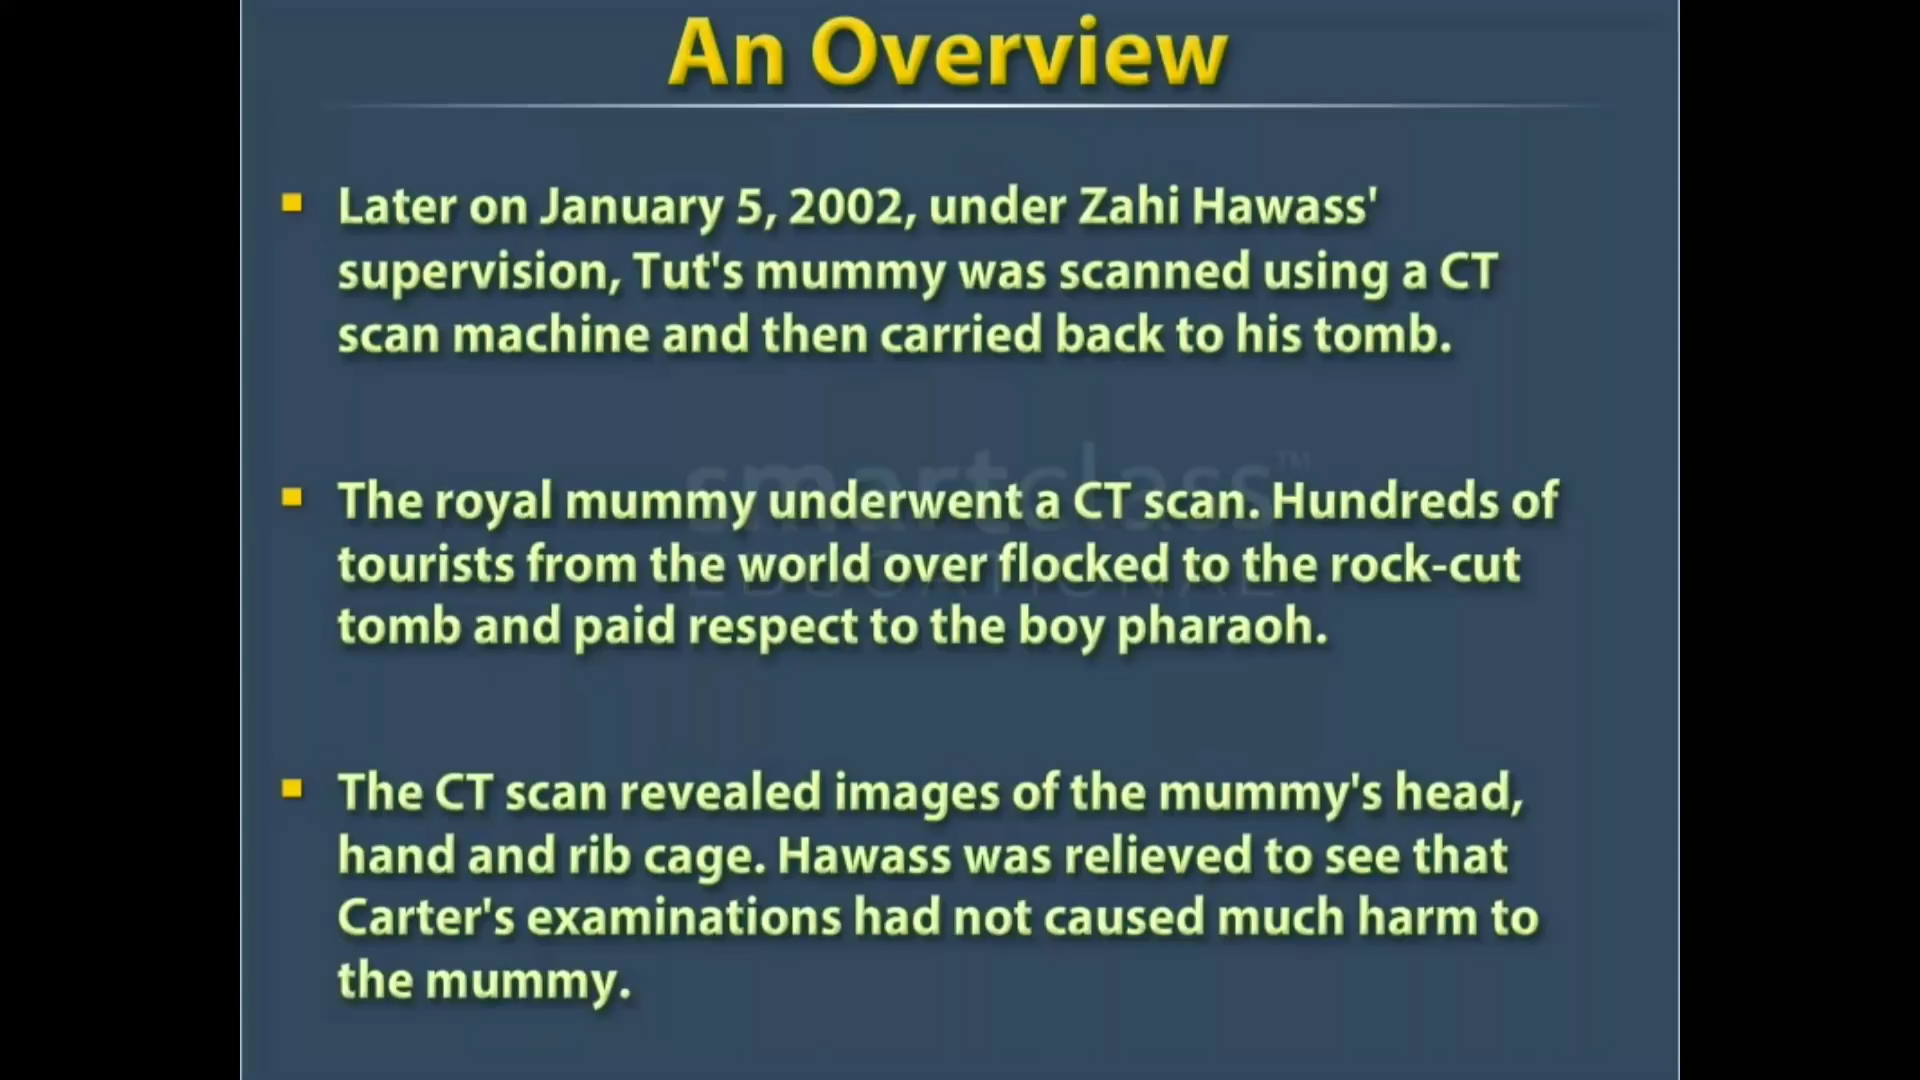 An Overview
Later on January 5, 2002, under Zahi Hawass'
supervision, Tut's mummy was scanned using a CT
scan machine and then carried back to his tomb.
The royal mummy underwent a CT scan. Hundreds of
tourists from the world over flocked to the rock-cut
tomb and paid respect to the boy pharaoh.
The CT scan revealed images of the mummy's head,
hand and rib cage. Hawass was relieved to see that
Carter's examinations had not caused much harm to
the mummy.
smartclass™
EDUCATIONAL